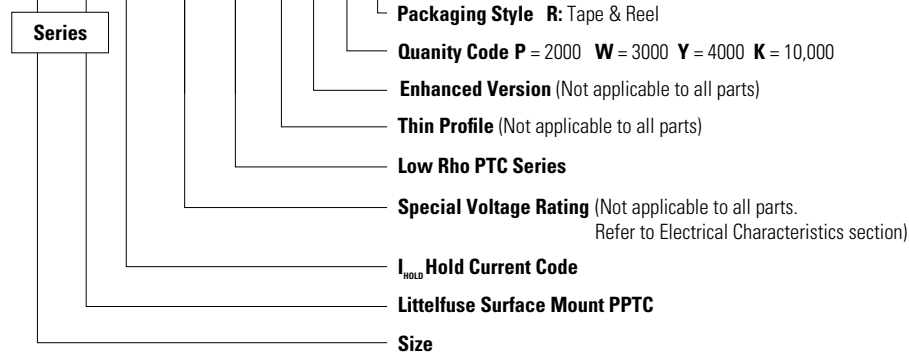 Packaging Style R: Tape & Reel
Series
Quanity Code P = 2000 W = 3000 Y = 4000 K = 10,000
Enhanced Version (Not applicable to all parts)
Thin Profile (Not applicable to all parts)
Low Rho PTC Series
Special Voltage Rating (Not applicable to all parts.
Refer to Electrical Characteristics section)
IHOLD Hold Current Code
Littelfuse Surface Mount PPTC
Size